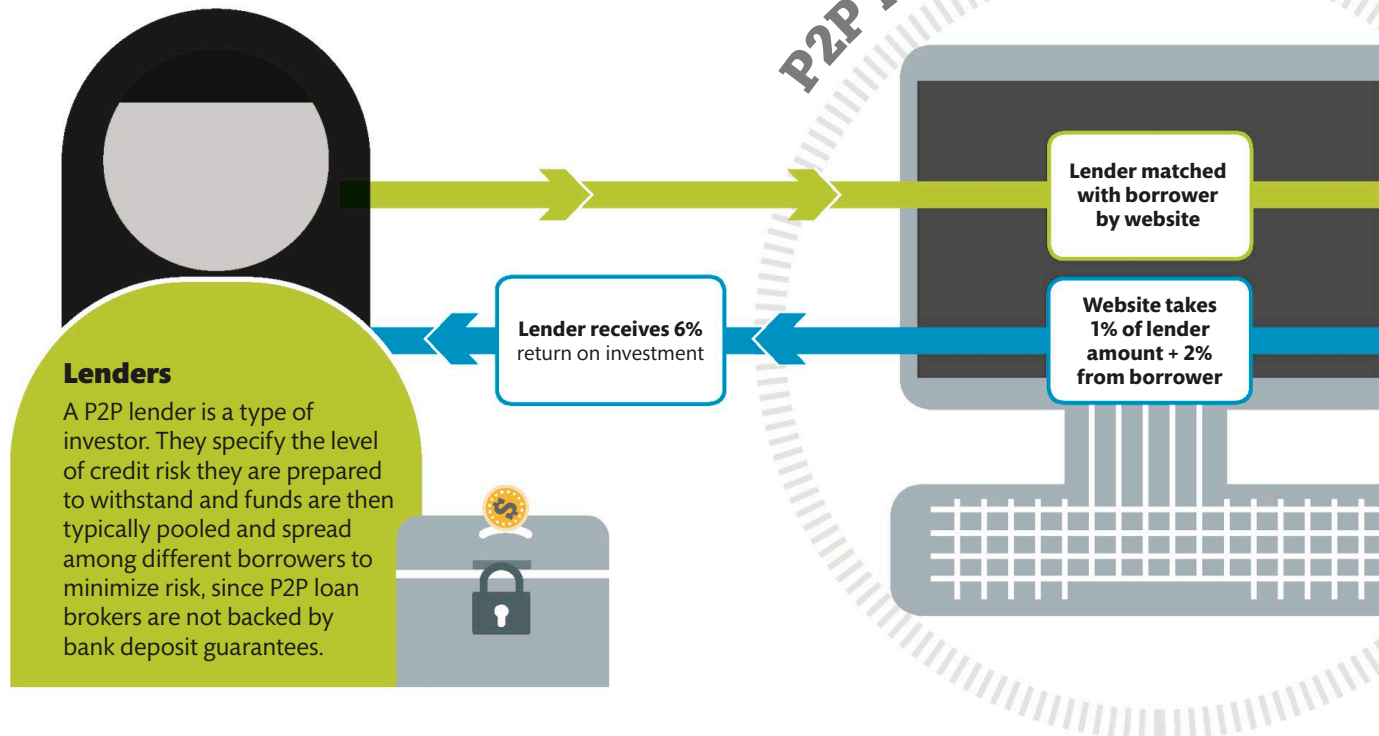 P2P
Lender matched
with borrower
by website
Lender receives 6%
return on investment
Website takes
1% of lender
amount + 2%
from borrower
Lenders
A P2P lender is a type of
investor. They specify the level
of credit risk they are prepared
to withstand and funds are then
typically pooled and spread
among different borrowers to
minimize risk, since P2P loan
brokers are not backed by
bank deposit guarantees.
$